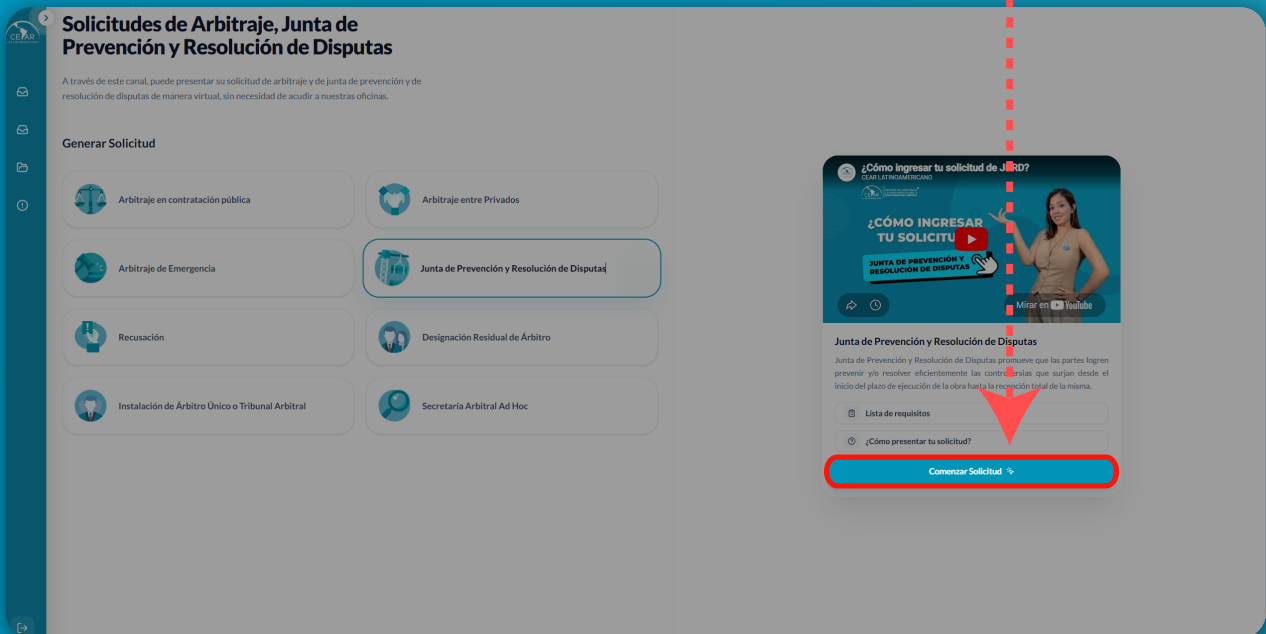 CEAR
Solicitudes de Arbitraje, Junta de
Prevención y Resolución de Disputas
A través de este canal, puede presentar su solicitud de arbitraje y de junta de prevención y de
resolución de disputas de manera virtual, sin necesidad de acudir a nuestras oficinas.
Generar Solicitud
Arbitraje en contratación pública
Arbitraje entre Privados
Arbitraje de Emergencia
Junta de Prevención y Resolución de Disputas
Recusación
Designación Residual de Árbitro
Instalación de Árbitro Único o Tribunal Arbitral
Secretaría Arbitral Ad Hoc
¿Cómo ingresar tu solicitud de JPRD?
CEAR LATINOAMERICANO
¿CÓMO INGRESAR
TU SOLICITU
JUNTA DE PREVENCIÓN Y
RESOLUCIÓN DE DISPUTAS
Mirar en YouTube
Junta de Prevención y Resolución de Disputas
Junta de Prevención y Resolución de Disputas promueve que las partes logren
prevenir y/o resolver eficientemente las controversias que surjan desde el
inicio del plazo de ejecución de la obra hasta la recepción total de la misma.
Lista de requisitos
¿Cómo presentar tu solicitud?
Comenzar Solicitud